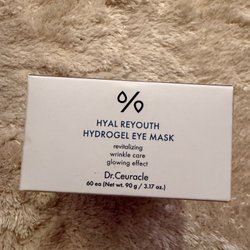 HYAL REYOUTH
HYDROGEL EYE MASK
revitalizing
wrinkle care
glowing effect
Dr.Ceuracle
60 ea (Net wt. 90 g / 3.17 oz.)